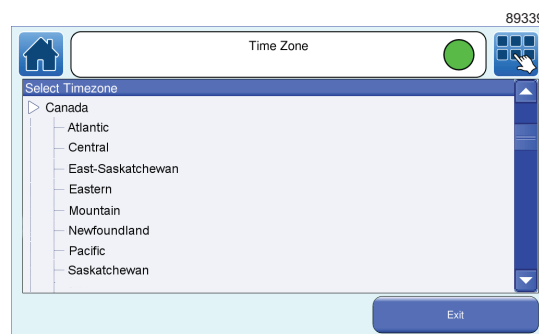 89339
Time Zone
Select Timezone
Canada
Atlantic
Central
East-Saskatchewan
Eastern
Mountain
Newfoundland
Pacific
Saskatchewan
Exit